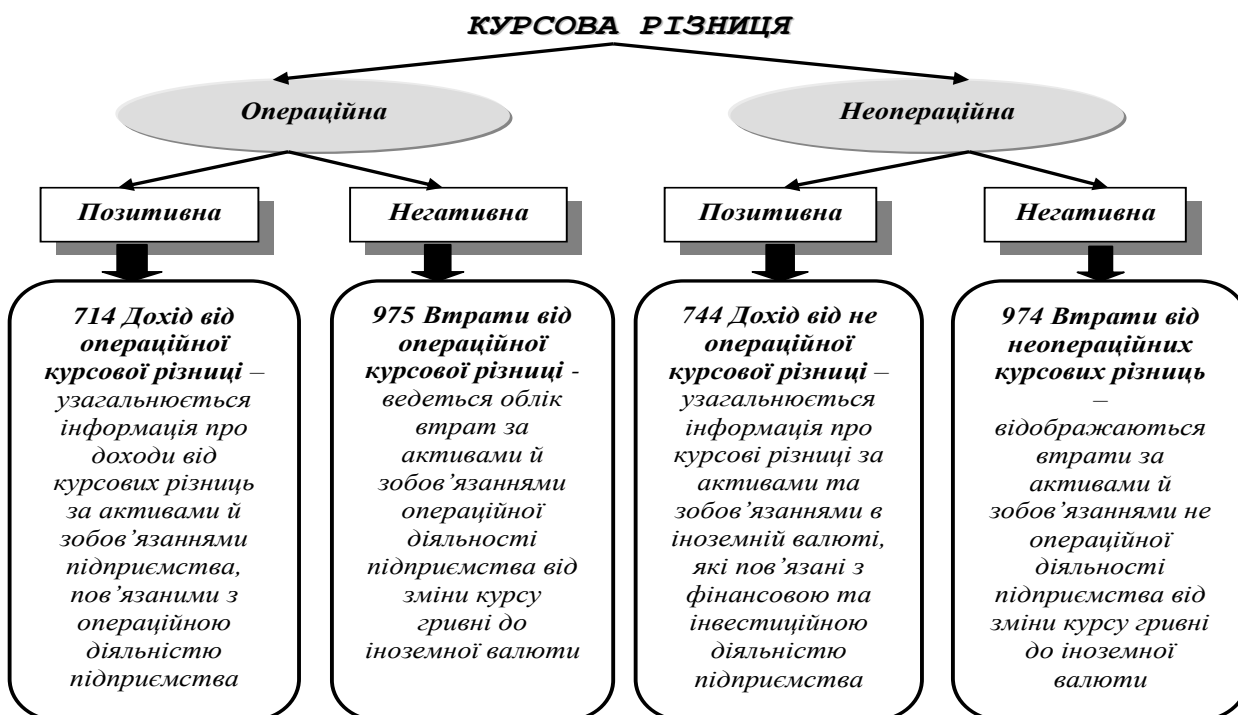 КУРСОВА РІЗНИЦЯ
Операційна
Неопераційна
Позитивна
Негативна
Позитивна
Негативна
714 Дохід від
операційної
курсової різниці –
узагальнюється
інформація про
доходи від
курсових різниць
за активами й
зобов’язаннями
підприємства,
пов’язаними з
операційною
діяльністю
підприємства
975 Втрати від
операційної
курсової різниці -
ведеться облік
втрат за
активами й
зобов’язаннями
операційної
діяльності
підприємства від
зміни курсу
гривні до
іноземної валюти
744 Дохід від не
операційної
курсової різниці –
узагальнюється
інформація про
курсові різниці за
активами та
зобов’язаннями в
іноземній валюті,
які пов’язані з
фінансовою та
інвестиційною
діяльністю
підприємства
974 Втрати від
неопераційних
курсових різниць
–
відображаються
втрати за
активами й
зобов’язаннями не
операційної
діяльності
підприємства від
зміни курсу гривні
до іноземної
валюти